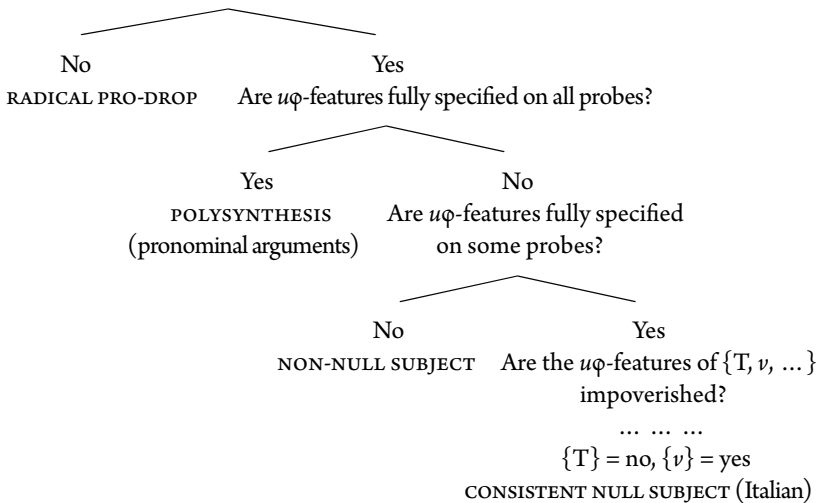 No Yes
RADICAL PRO-DROP Are uφ-features fully specified on all probes?
Yes No
POLYSYNTHESIS Are uφ-features fully specified
(pronominal arguments) on some probes?
No Yes
NON-NULL SUBJECT Are the uφ-features of {T, v, …}
impoverished?
… … …
{T} = no, {v} = yes
CONSISTENT NULL SUBJECT (Italian)